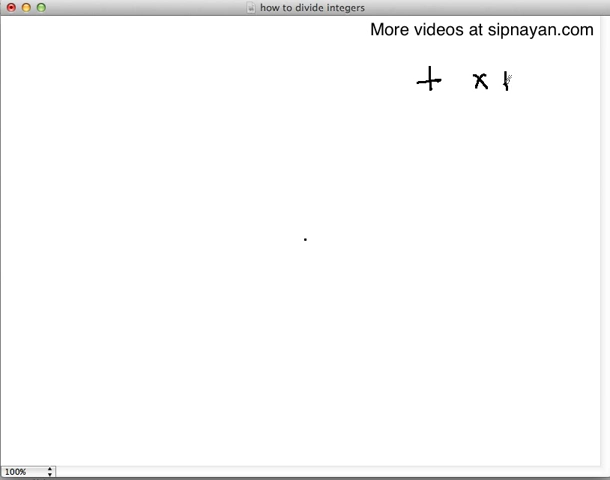 how to divide integers
More videos at sipnayan.com
+ x
100%